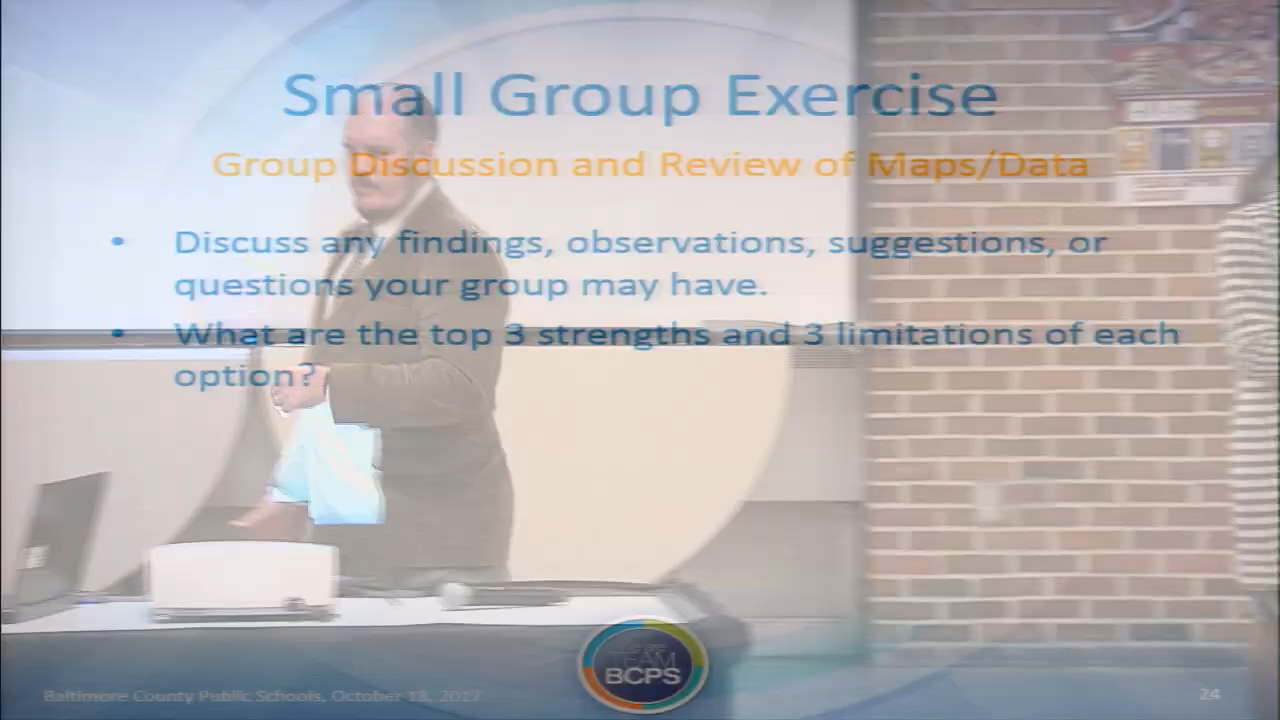 Small Group Exercise
Group Discussion and Review of Maps/Data
• Discuss any findings, observations, suggestions, or
questions your group may have.
• What are the top 3 strengths and 3 limitations of each
option?
TEAM
BCPS
Baltimore County Public Schools, October 18, 2017
24